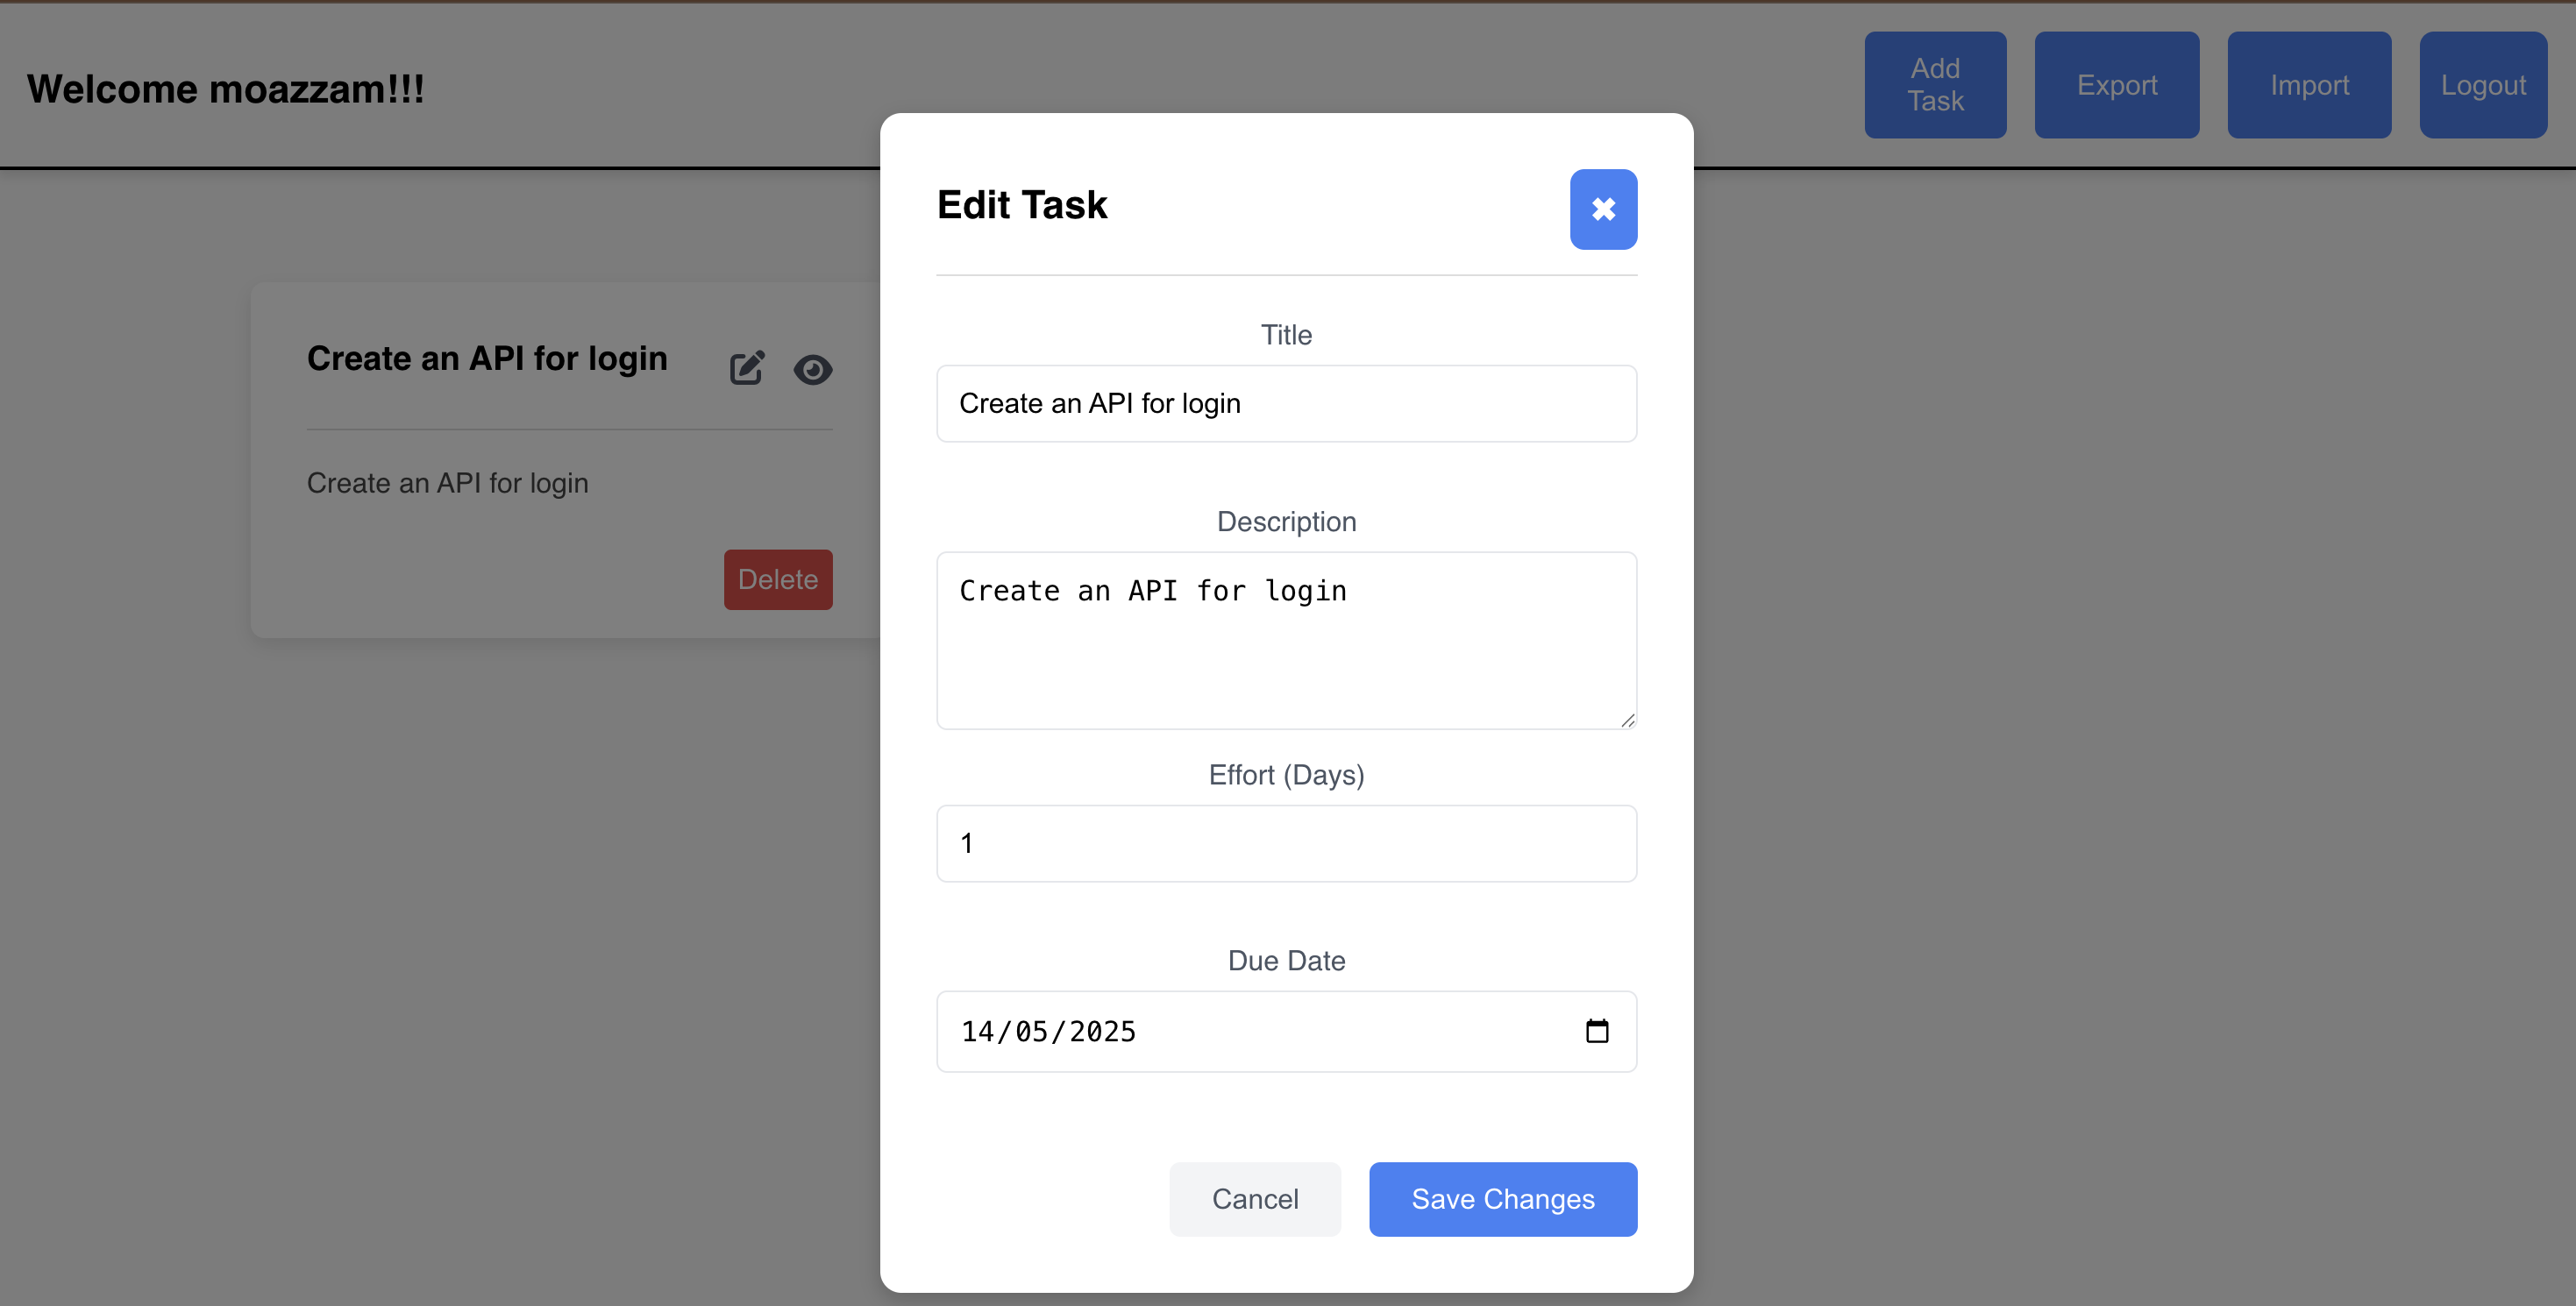 Welcome moazzam!!!
Add
Task
Export
Import
Logout
Create an API for login
Create an API for login
Delete
Edit Task
Title
Create an API for login
Description
Create an API for login
Effort (Days)
1
Due Date
14/05/2025
Cancel
Save Changes